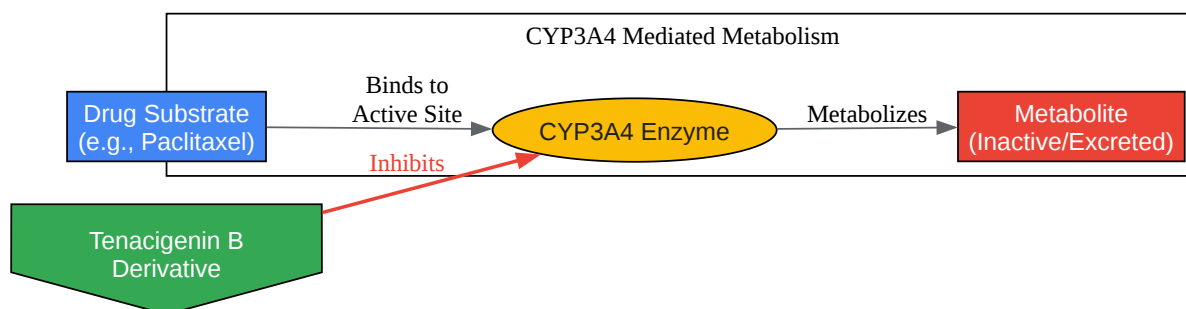 CYP3A4 Mediated Metabolism
Binds to
Active Site
Drug Substrate
(e.g., Paclitaxel)
CYP3A4 Enzyme
Metabolizes
Metabolite
(Inactive/Excreted)
Inhibits
Tenacigenin B
Derivative